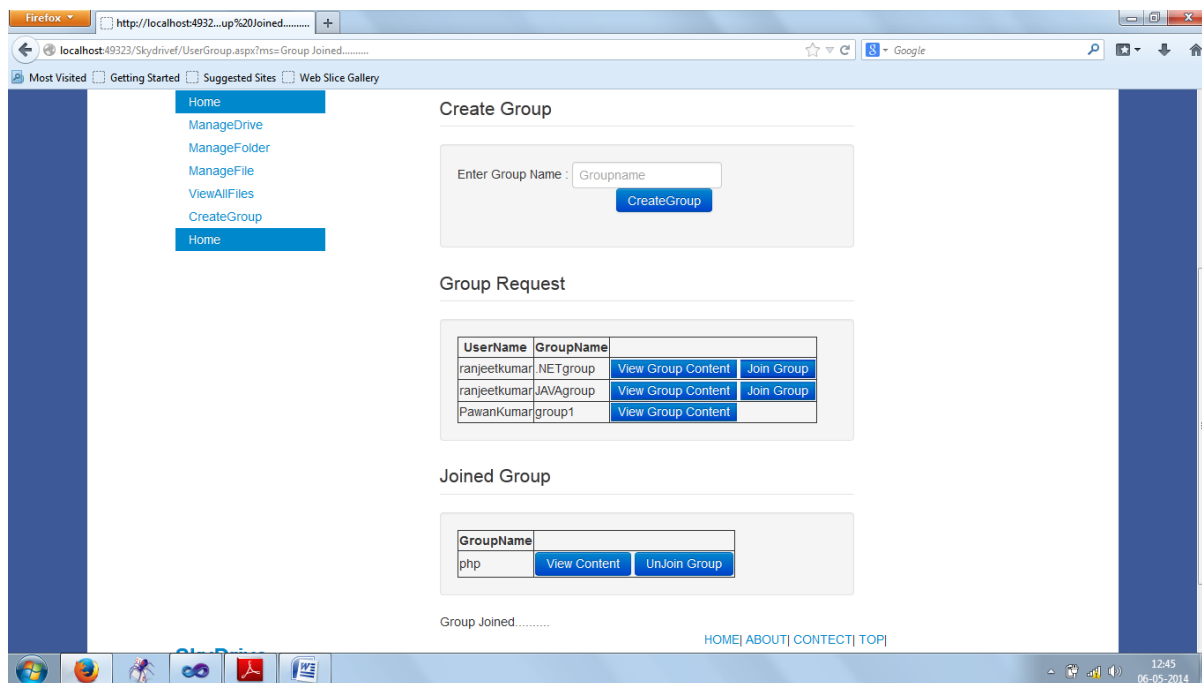 Firefox
http://localhost:4932...up%20Joined..........
+
localhost:49323/Skydrivef/UserGroup.aspx?ms=Group Joined..........
Google
Most Visited Getting Started Suggested Sites Web Slice Gallery
Home
ManageDrive
ManageFolder
ManageFile
ViewAllFiles
CreateGroup
Home
Create Group
Enter Group Name : Groupname
CreateGroup
Group Request
UserName GroupName
ranjeetkumar .NETgroup View Group Content Join Group
ranjeetkumar JAVAgroup View Group Content Join Group
PawanKumar group1 View Group Content
Joined Group
GroupName
php View Content UnJoin Group
Group Joined..........
HOME| ABOUT| CONTECT| TOP|
SkyDrive
12:45
06-05-2014